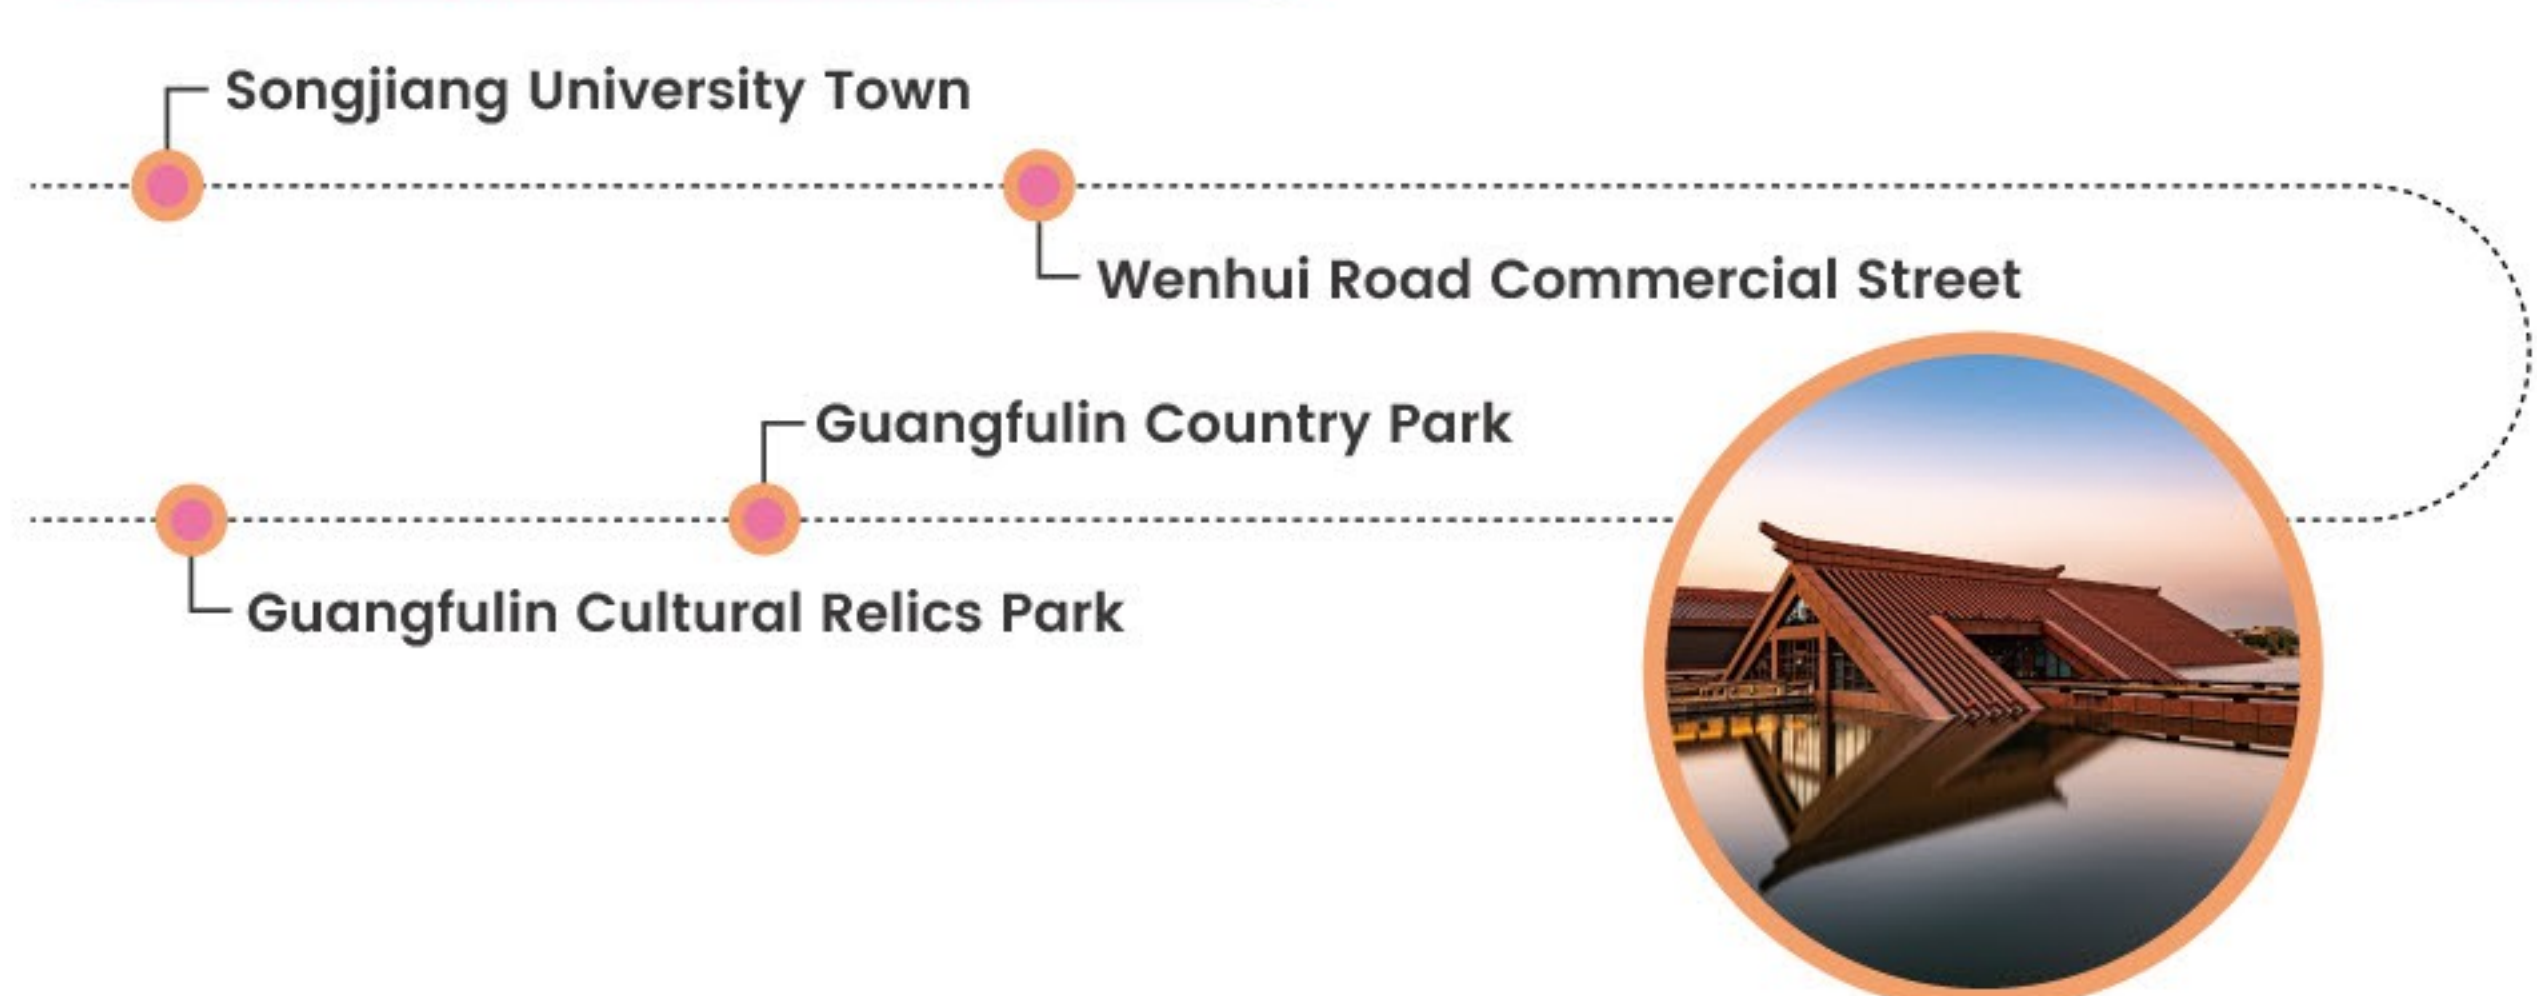 Songjiang University Town
Wenhui Road Commercial Street
Guangfulin Country Park
Guangfulin Cultural Relics Park